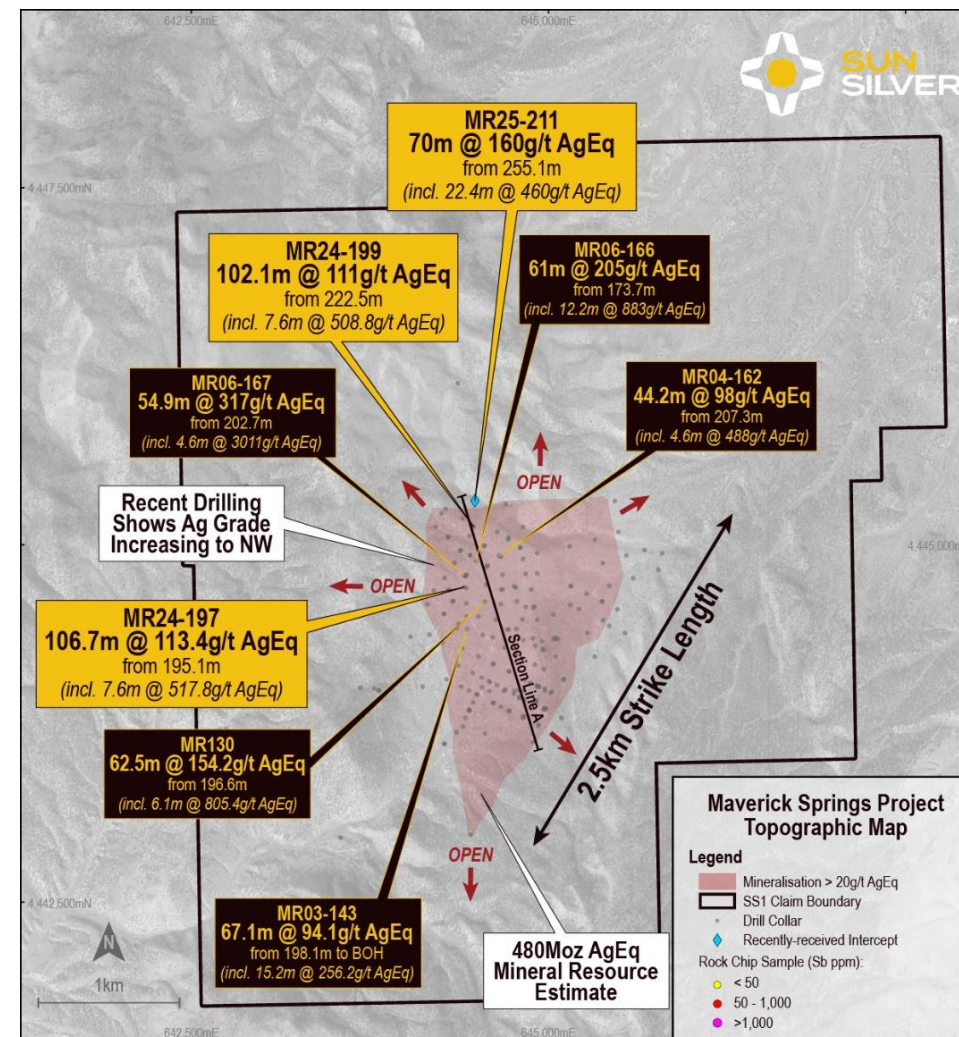 642,500mE
645,000mE
SUN
SILVER
MR25-211
70m @ 160g/t AgEq
from 255.1m
(incl. 22.4m @ 460g/t AgEq)
4,447,500mN
MR24-199
102.1m @ 111g/t AgEq
from 222.5m
(incl. 7.6m @ 508.8g/t AgEq)
MR06-166
61m @ 205g/t AgEq
from 173.7m
(incl. 12.2m @ 883g/t AgEq)
MR06-167
54.9m @ 317g/t AgEq
from 202.7m
(incl. 4.6m @ 3011g/t AgEq)
MR04-162
44.2m @ 98g/t AgEq
from 207.3m
(incl. 4.6m @ 488g/t AgEq)
OPEN
Recent Drilling
Shows Ag Grade
Increasing to NW
4,445,000mN
OPEN
MR24-197
106.7m @ 113.4g/t AgEq
from 195.1m
(incl. 7.6m @ 517.8g/t AgEq)
Section Line A
2.5km Strike Length
MR130
62.5m @ 154.2g/t AgEq
from 196.6m
(incl. 6.1m @ 805.4g/t AgEq)
OPEN
MR03-143
67.1m @ 94.1g/t AgEq
from 198.1m to BOH
(incl. 15.2m @ 256.2g/t AgEq)
480Moz AgEq
Mineral Resource
Estimate
4,442,500mN
N
1km
Maverick Springs Project
Topographic Map
Legend
Mineralisation > 20g/t AgEq
SS1 Claim Boundary
Drill Collar
Recently-received Intercept
Rock Chip Sample (Sb ppm):
< 50
50 - 1,000
>1,000
642,500mE
645,000mE